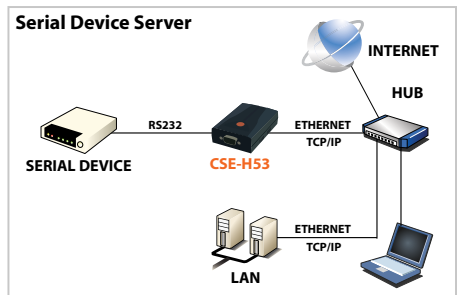 Serial Device Server
INTERNET
HUB
RS232
ETHERNET
TCP/IP
SERIAL DEVICE
CSE-H53
ETHERNET
TCP/IP
LAN